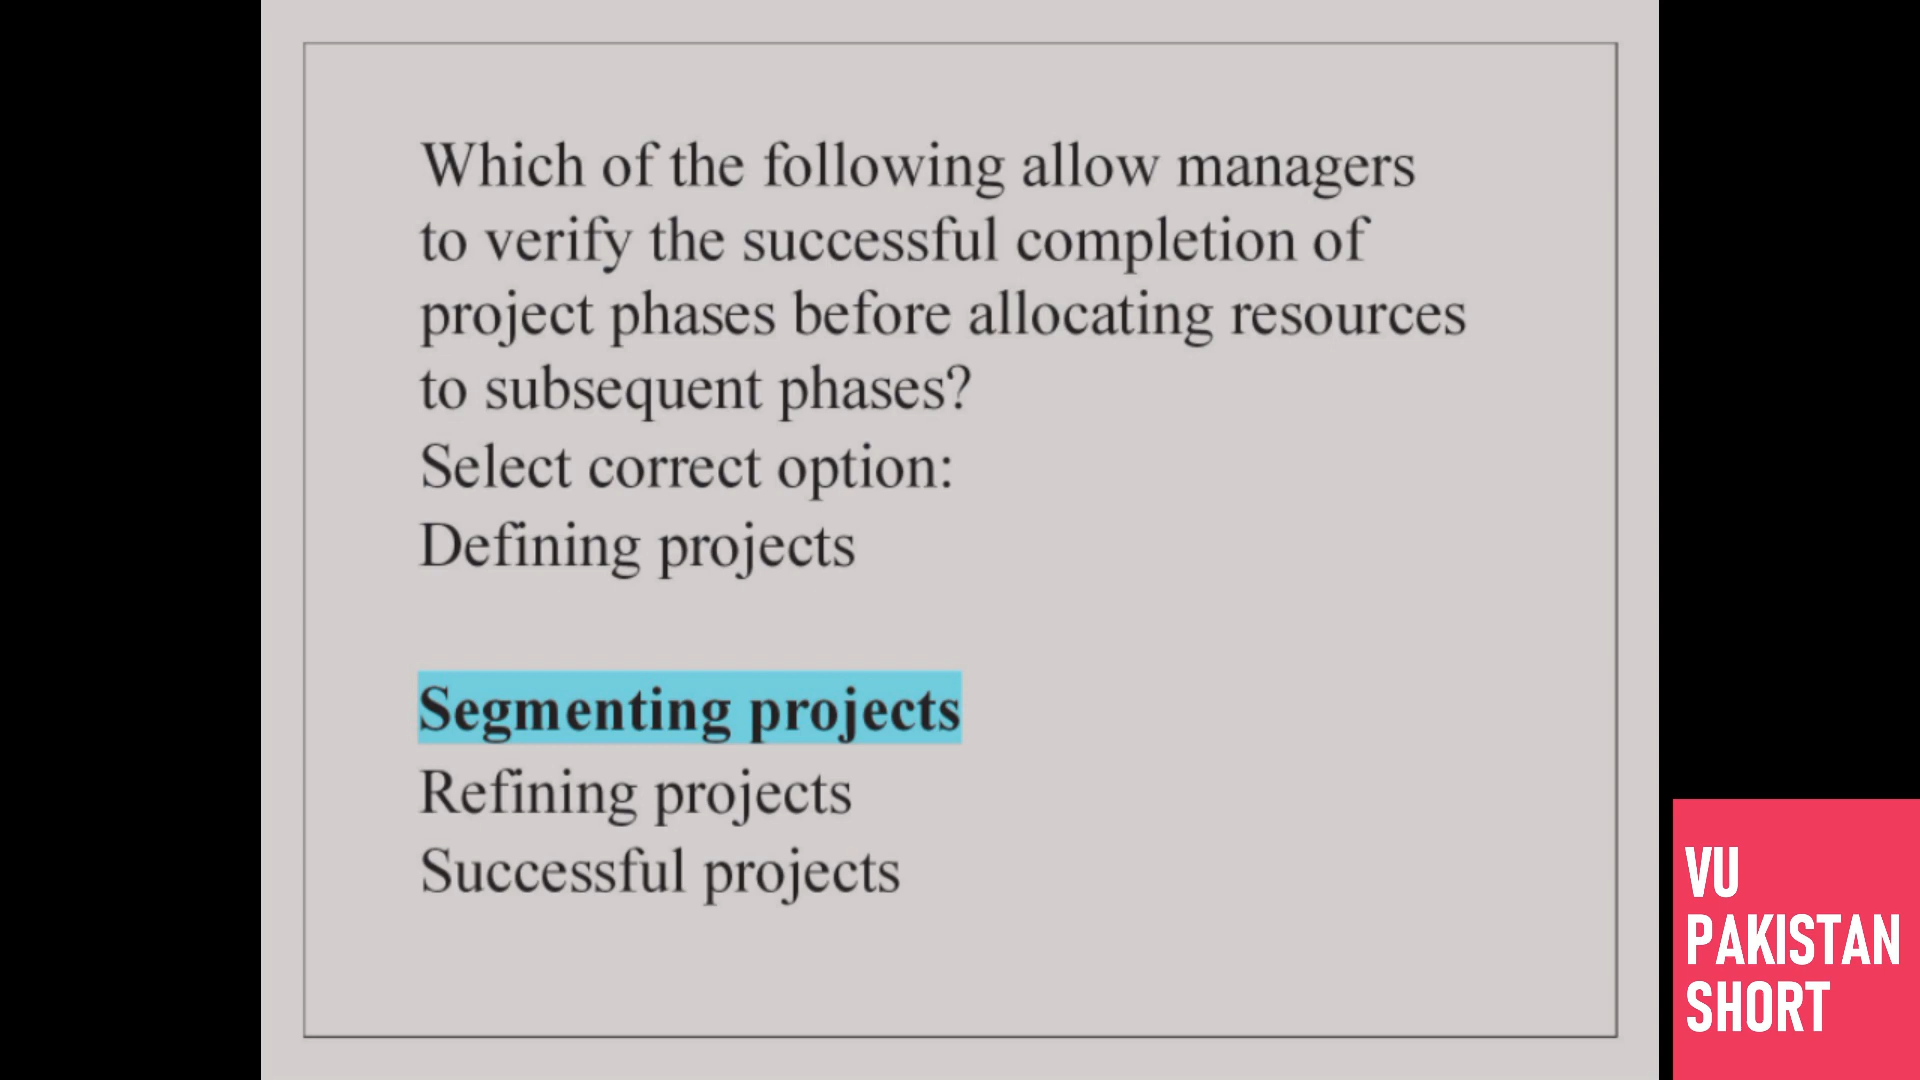 Which of the following allow managers
to verify the successful completion of
project phases before allocating resources
to subsequent phases?
Select correct option:
Defining projects
Segmenting projects
Refining projects
Successful projects
VU
PAKISTAN
SHORT